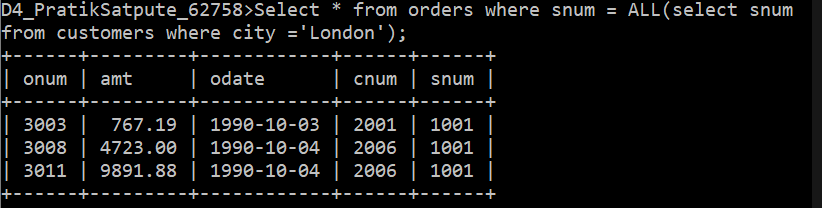 D4_PratikSatpute_62758>Select * from orders where snum = ALL(select snum
from customers where city ='London');
+------+---------+------------+------+------+
| onum | amt     | odate      | cnum | snum |
+------+---------+------------+------+------+
| 3003 |  767.19 | 1990-10-03 | 2001 | 1001 |
| 3008 | 4723.00 | 1990-10-04 | 2006 | 1001 |
| 3011 | 9891.88 | 1990-10-04 | 2006 | 1001 |
+------+---------+------------+------+------+